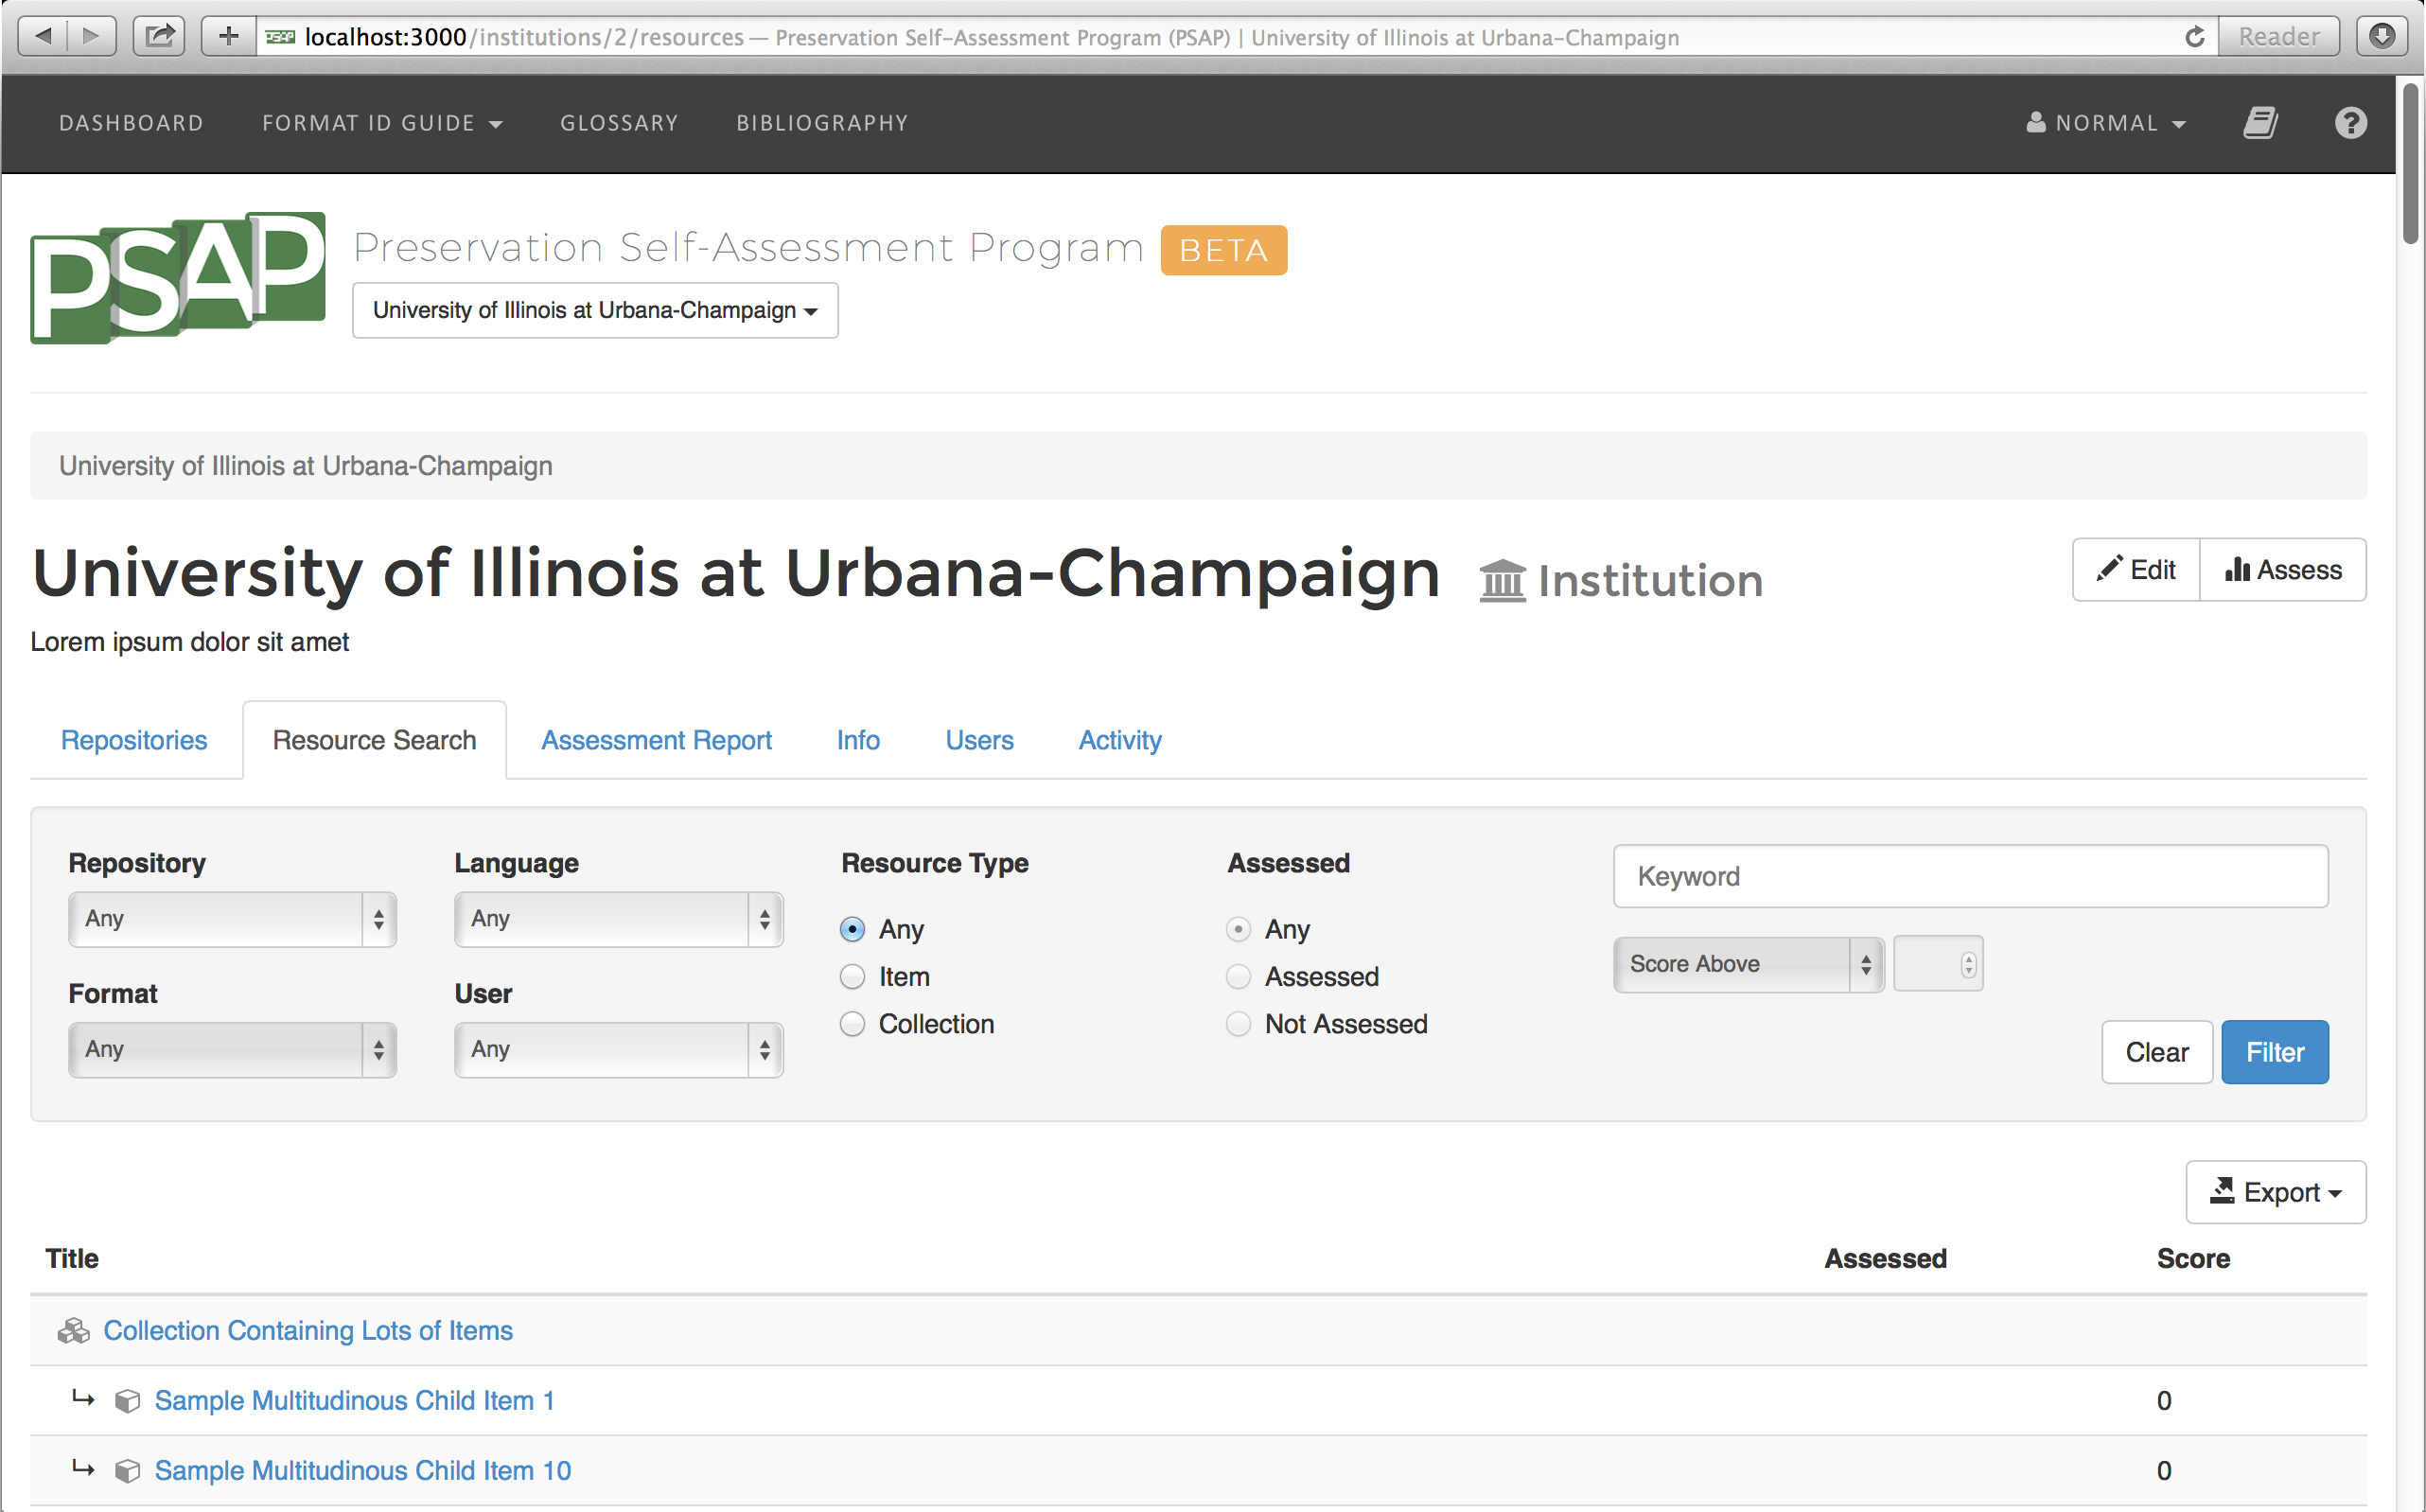 localhost:3000/institutions/2/resources — Preservation Self-Assessment Program (PSAP) | University of Illinois at Urbana-Champaign
Reader
DASHBOARD
FORMAT ID GUIDE
GLOSSARY
BIBLIOGRAPHY
NORMAL
PSAP
Preservation Self-Assessment Program BETA
University of Illinois at Urbana-Champaign
University of Illinois at Urbana-Champaign
University of Illinois at Urbana-Champaign Institution
Edit
Assess
Lorem ipsum dolor sit amet
Repositories
Resource Search
Assessment Report
Info
Users
Activity
Repository
Any
Format
Any
Language
Any
User
Any
Resource Type
Any
Item
Collection
Assessed
Any
Assessed
Not Assessed
Keyword
Score Above
Clear
Filter
Export
Title Assessed Score
Collection Containing Lots of Items
Sample Multitudinous Child Item 1 0
Sample Multitudinous Child Item 10 0